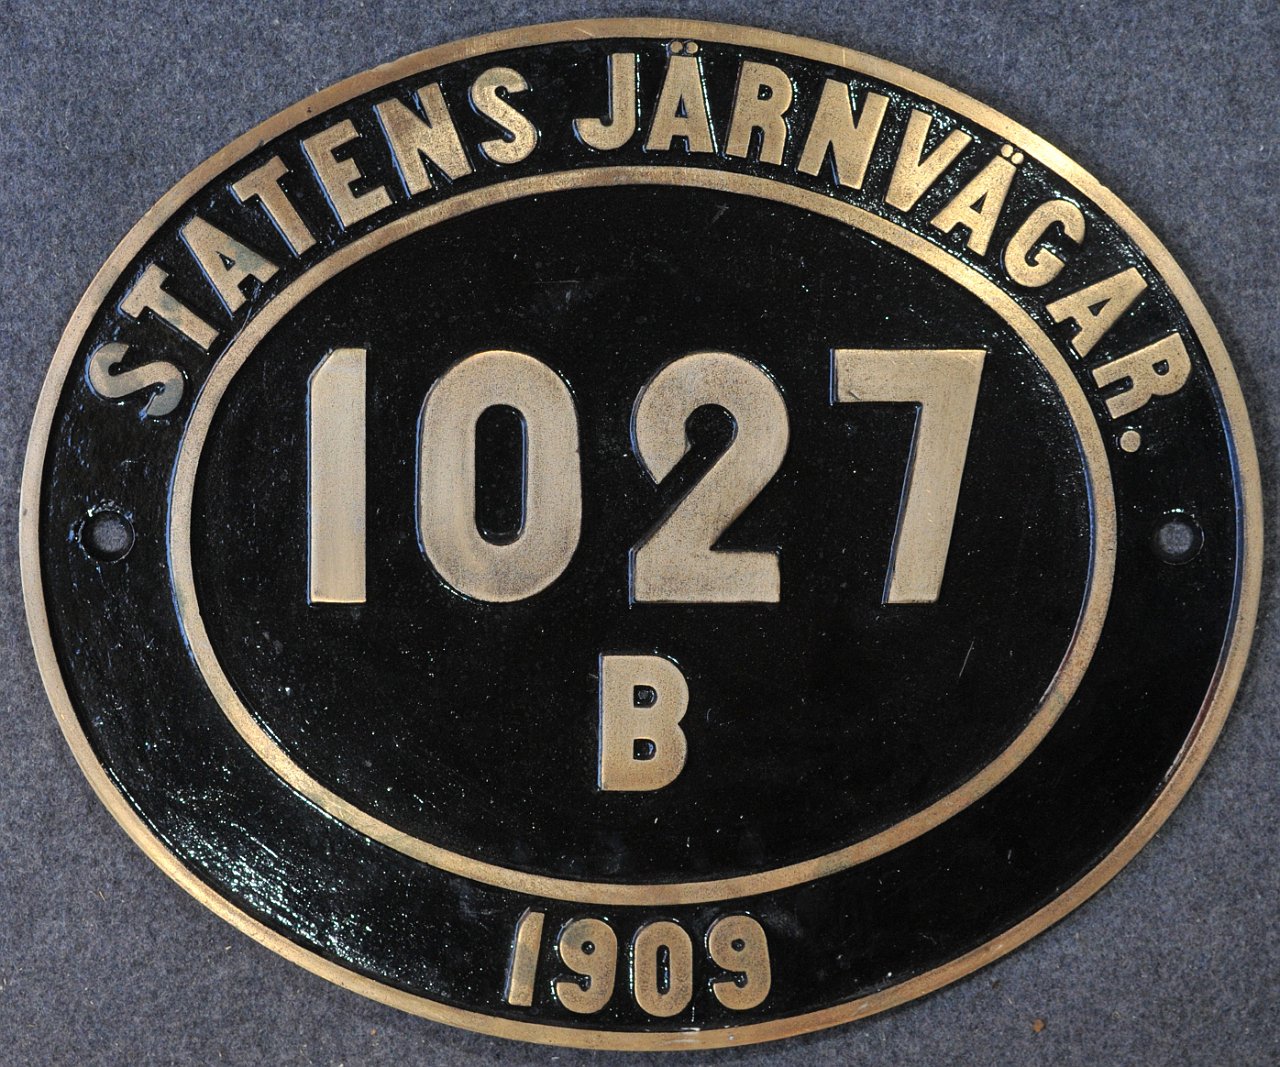 STATENS JÄRNVÄGAR.
1027
B
1909